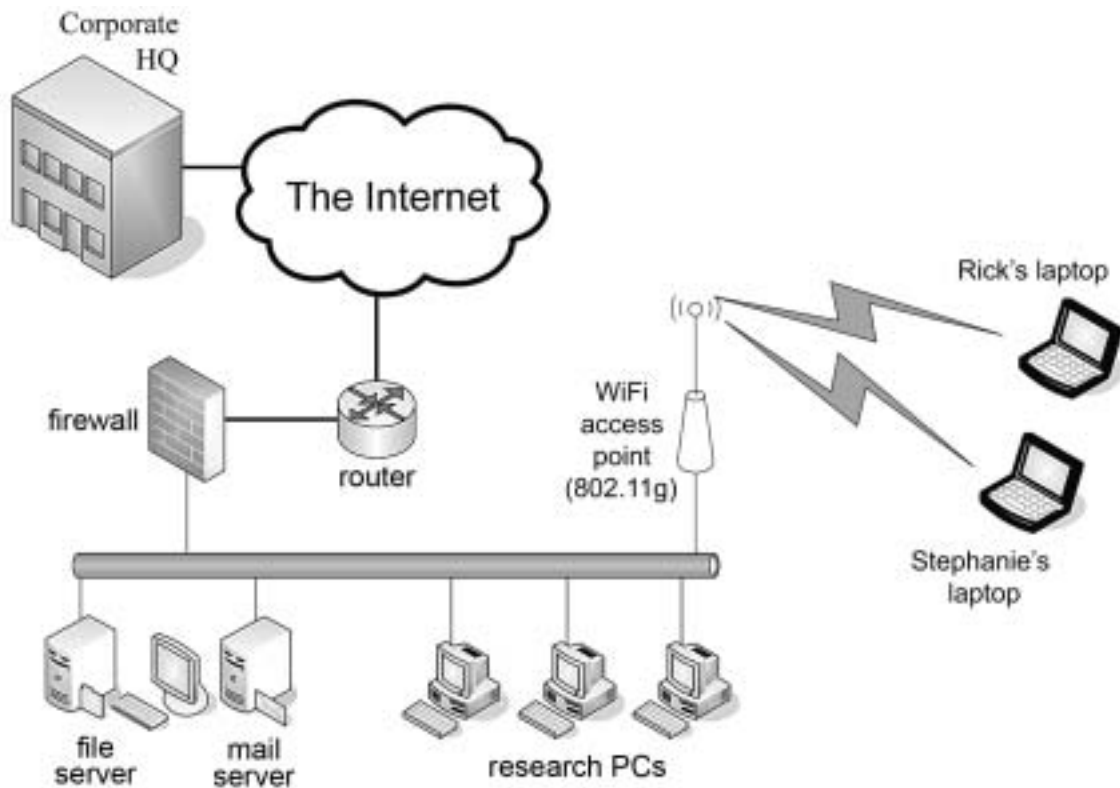 Corporate
HQ
The Internet
Rick's laptop
WiFi
access
point
(802.11g)
firewall
router
Stephanie's
laptop
file
server
mail
server
research PCs